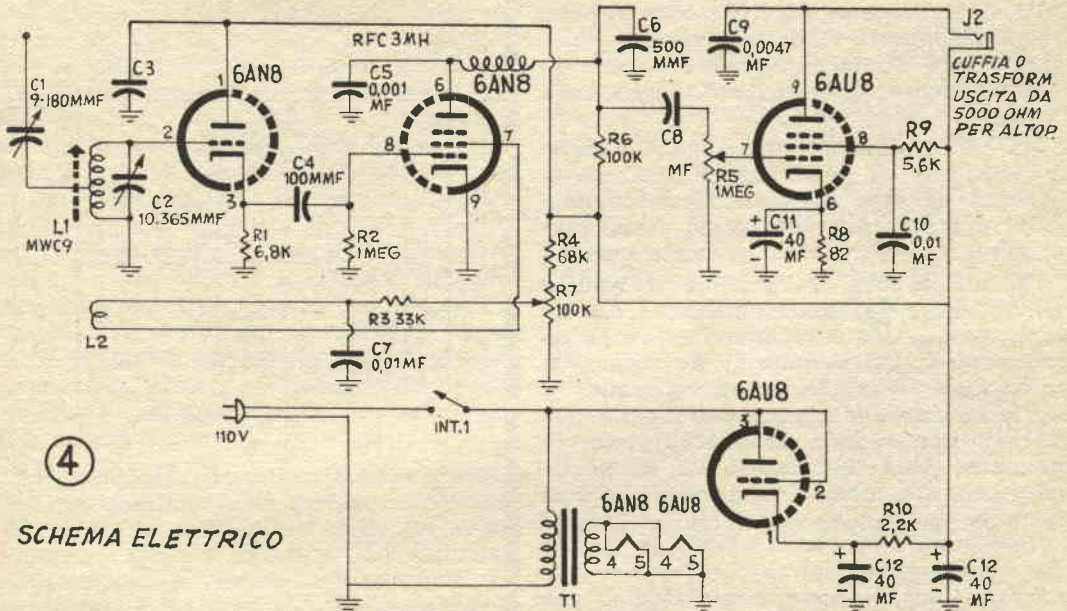 C1
9-180MMF
L1
MWC9
C2
10.365MMF
C3
1
6AN8
2
3
C4
100MMF
R1
6,8K
R2
1MEG
RFC 3MH
C5
0,001
MF
6
6AN8
7
8
9
C6
500
MMF
C8
MF
R6
100K
R5
1MEG
C9
0,0047
MF
6AU8
9
7
8
6
R9
5,6K
C11
40
MF
R8
82
C10
0,01
MF
J2
CUFFIA O
TRASFORM.
USCITA DA
5000 OHM
PER ALTOP.
R4
68K
R7
100K
R3 33K
L2
C7
0,01MF
110V
INT.1
6AU8
3
2
1
R10
2,2K
C12
40
MF
C12
40
MF
6AN8 6AU8
4 5 4 5
T1
4
SCHEMA ELETTRICO